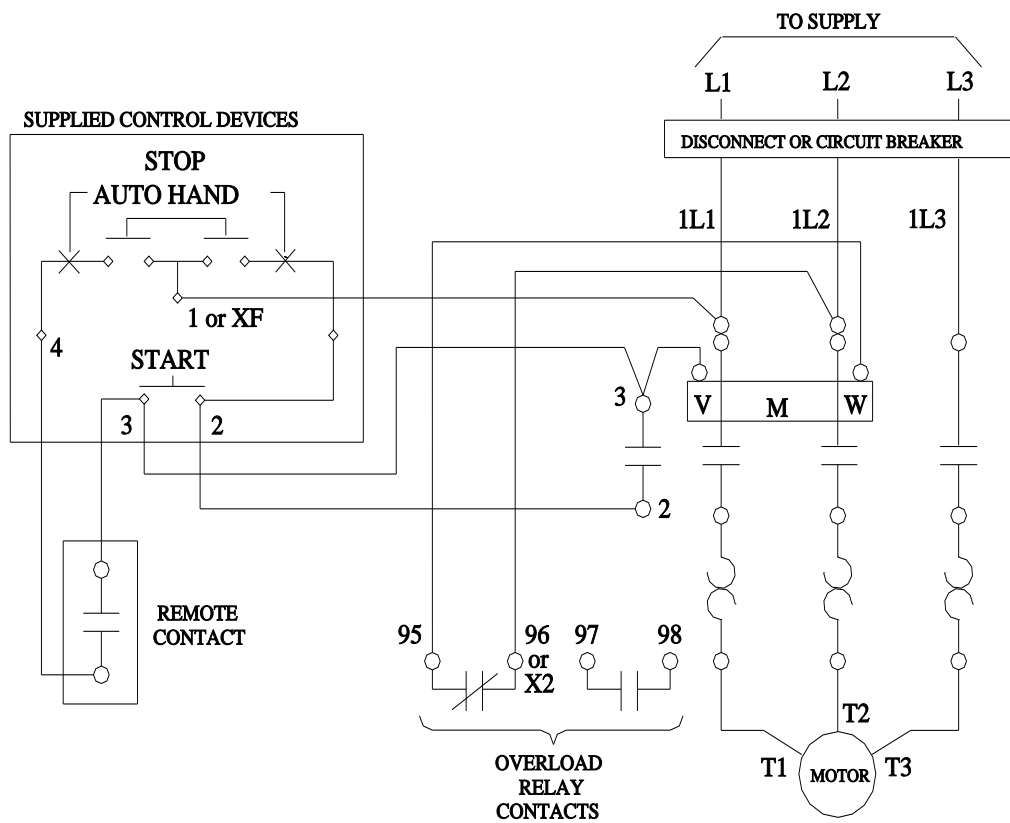 TO SUPPLY
L1 L2 L3
SUPPLIED CONTROL DEVICES
DISCONNECT OR CIRCUIT BREAKER
STOP
AUTO HAND
1L1 1L2 1L3
1 or XF
4
START
3 2
3
V M W
2
REMOTE
CONTACT
95 96 97 98
or
X2
T2
T1 MOTOR T3
OVERLOAD
RELAY
CONTACTS